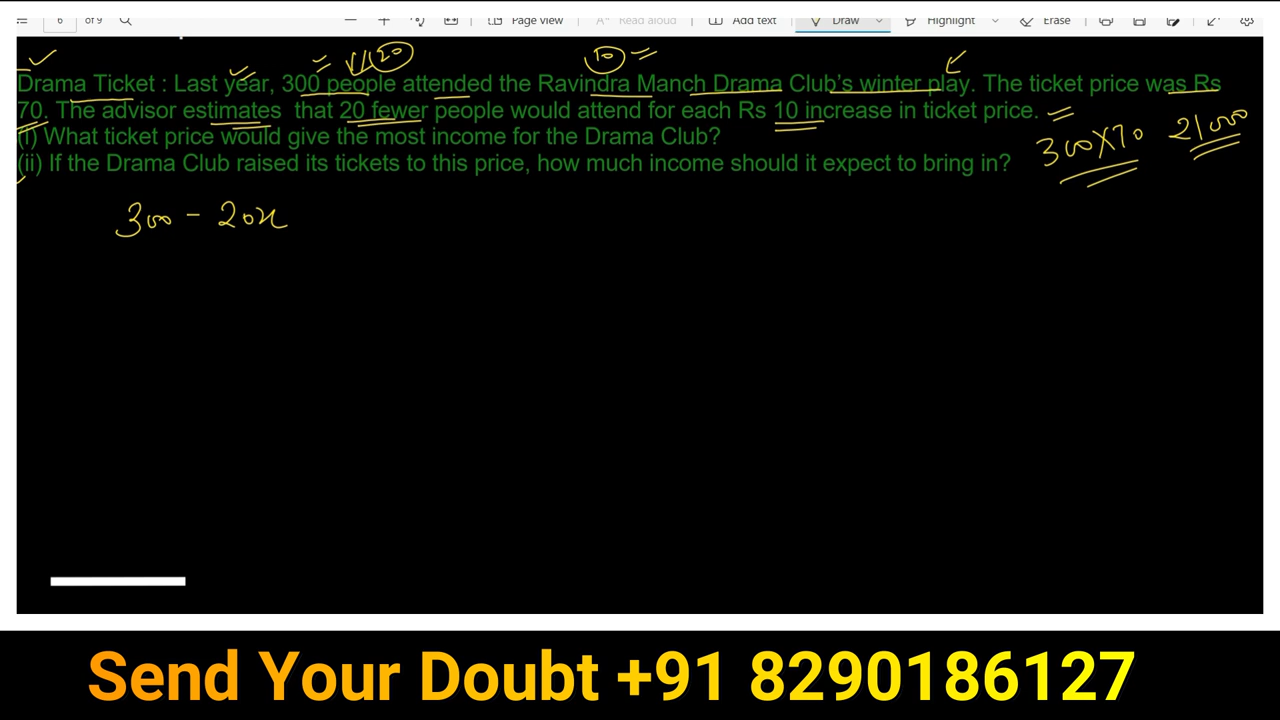 6 of 9 Page view Read aloud Add text Draw Highlight Erase
20 10
Drama Ticket : Last year, 300 people attended the Ravindra Manch Drama Club's winter play. The ticket price was Rs
70. The advisor estimates that 20 fewer people would attend for each Rs 10 increase in ticket price.
(i) What ticket price would give the most income for the Drama Club?
300×70 21000
(ii) If the Drama Club raised its tickets to this price, how much income should it expect to bring in?
300 - 20x
Send Your Doubt +91 8290186127